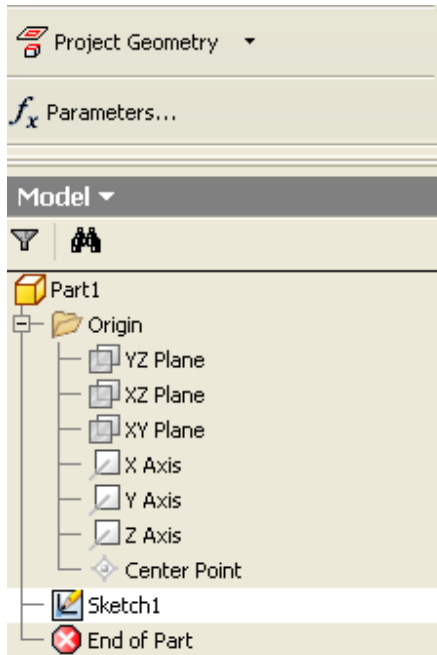 Project Geometry
fx Parameters...
Model
Part1
Origin
YZ Plane
XZ Plane
XY Plane
X Axis
Y Axis
Z Axis
Center Point
Sketch1
End of Part